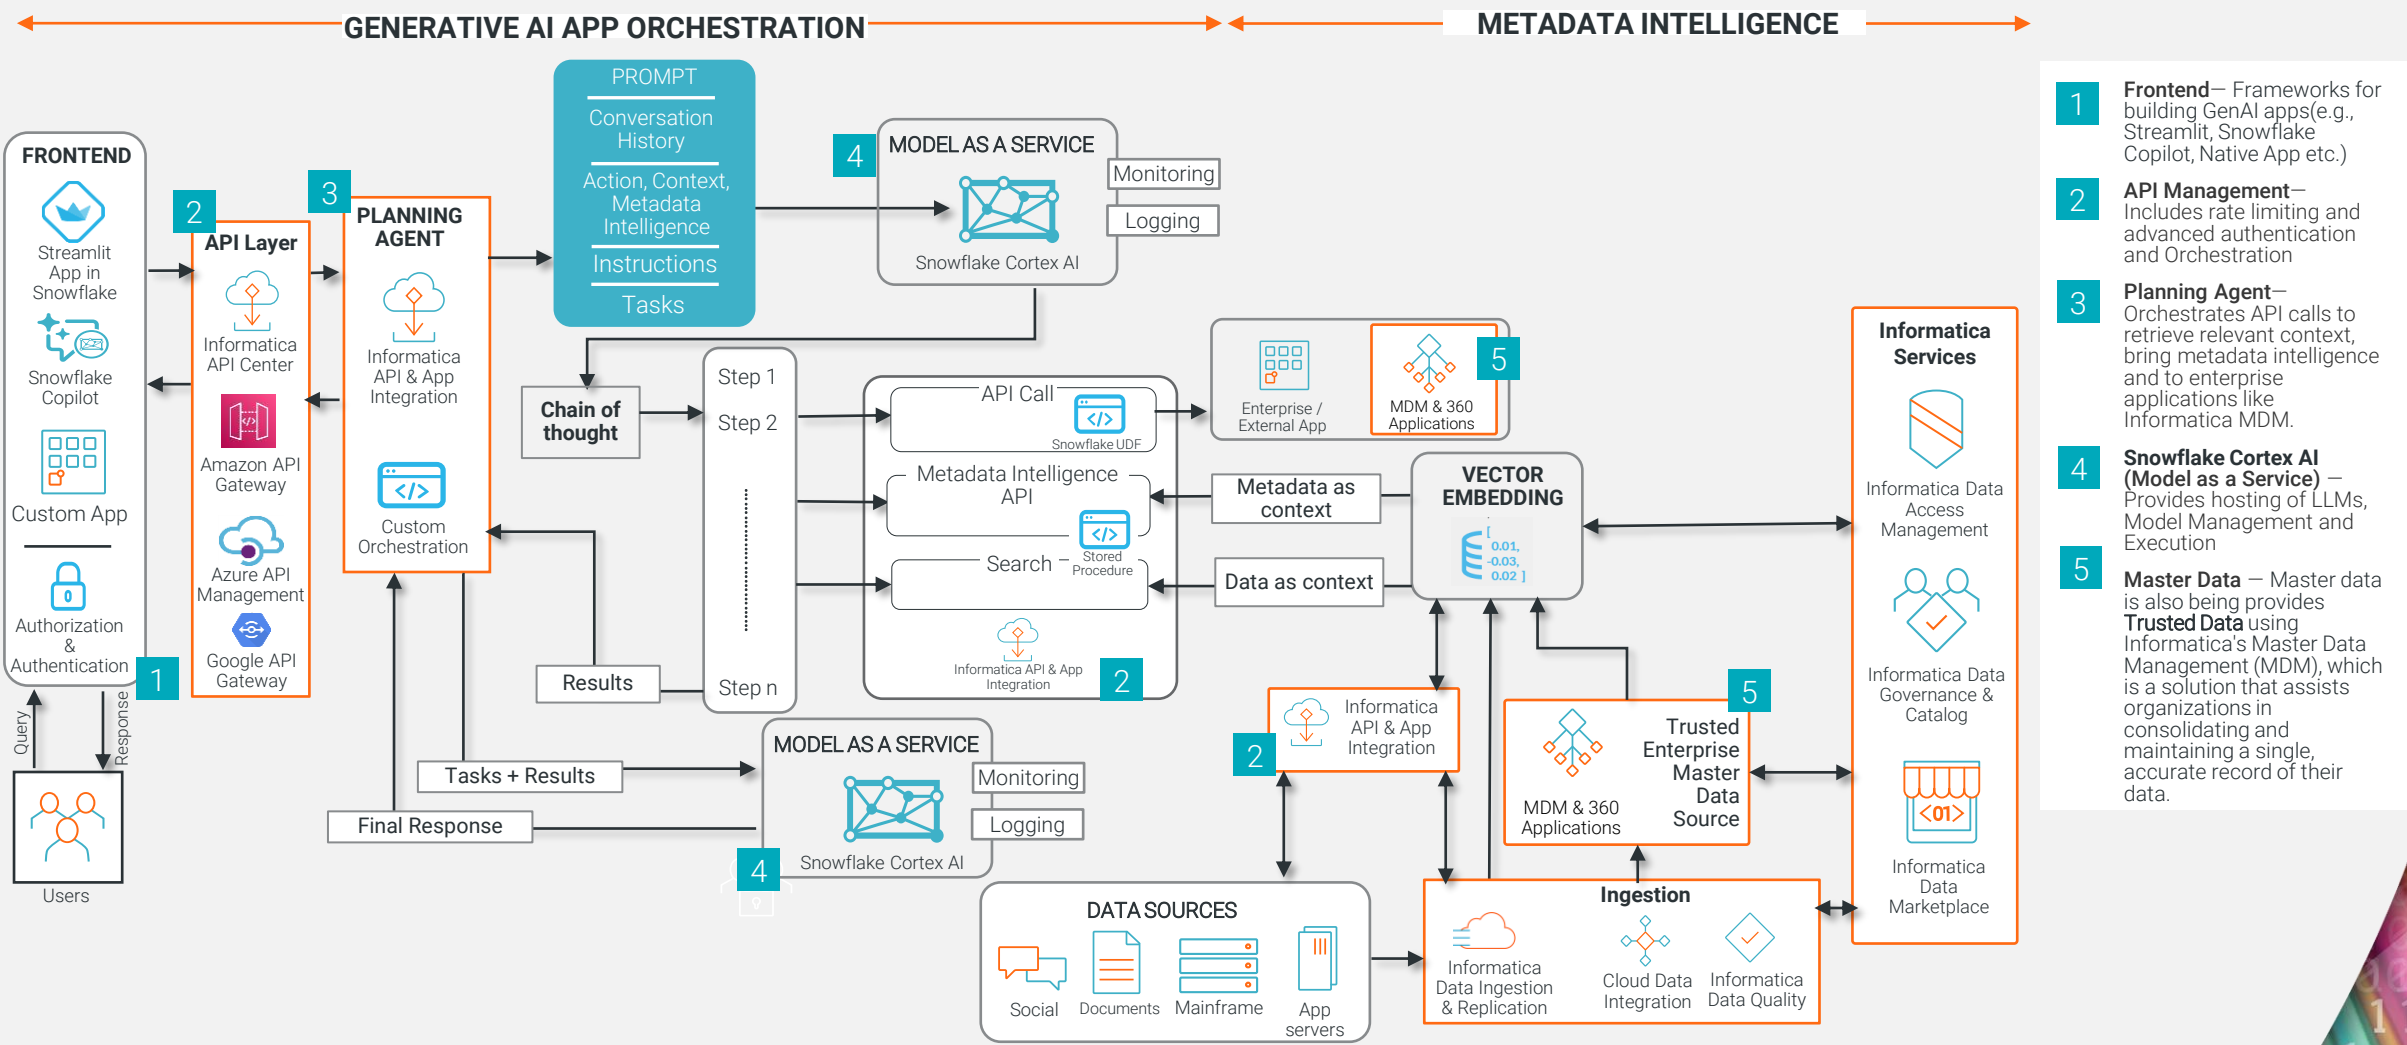 GENERATIVE AI APP ORCHESTRATION
METADATA INTELLIGENCE
FRONTEND
Streamlit
App in
Snowflake
Snowflake
Copilot
Custom App
Authorization
&
Authentication
1
Query
Response
Users
2
API Layer
Informatica
API Center
Amazon API
Gateway
Azure API
Management
Google API
Gateway
3
PLANNING
AGENT
Informatica
API & App
Integration
Custom
Orchestration
PROMPT
Conversation
History
Action, Context,
Metadata
Intelligence
Instructions
Tasks
4
MODEL AS A SERVICE
Snowflake Cortex AI
Monitoring
Logging
Chain of
thought
Step 1
Step 2
Step n
Results
API Call
Snowflake UDF
Metadata Intelligence
API
Stored
Procedure
Search
Informatica API & App
Integration
2
Enterprise /
External App
MDM & 360
Applications
5
Metadata as
context
Data as context
VECTOR
EMBEDDING
[
0.01,
-0.03,
0.02 ]
Tasks + Results
Final Response
MODEL AS A SERVICE
Snowflake Cortex AI
Monitoring
Logging
4
Informatica
API & App
Integration
2
MDM & 360
Applications
Trusted
Enterprise
Master
Data
Source
5
DATA SOURCES
Social
Documents
Mainframe
App
servers
Ingestion
Informatica
Data Ingestion
& Replication
Cloud Data
Integration
Informatica
Data Quality
Informatica
Services
Informatica Data
Access
Management
Informatica Data
Governance &
Catalog
<01>
Informatica
Data
Marketplace
1
Frontend— Frameworks for
building GenAI apps(e.g.,
Streamlit, Snowflake
Copilot, Native App etc.)
2
API Management—
Includes rate limiting and
advanced authentication
and Orchestration
3
Planning Agent—
Orchestrates API calls to
retrieve relevant context,
bring metadata intelligence
and to enterprise
applications like
Informatica MDM.
4
Snowflake Cortex AI
(Model as a Service) —
Provides hosting of LLMs,
Model Management and
Execution
5
Master Data — Master data
is also being provides
Trusted Data using
Informatica's Master Data
Management (MDM), which
is a solution that assists
organizations in
consolidating and
maintaining a single,
accurate record of their
data.